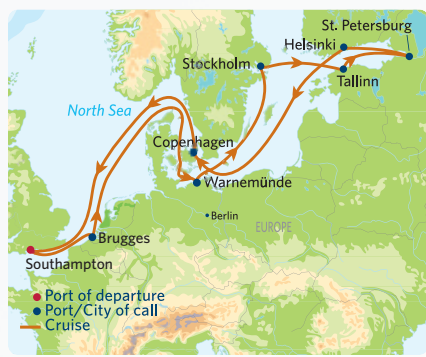 St. Petersburg
Helsinki
Stockholm
Tallinn
North Sea
Copenhagen
Warnemünde
Berlin
EUROPE
Brugges
Southampton
Port of departure
Port/City of call
Cruise